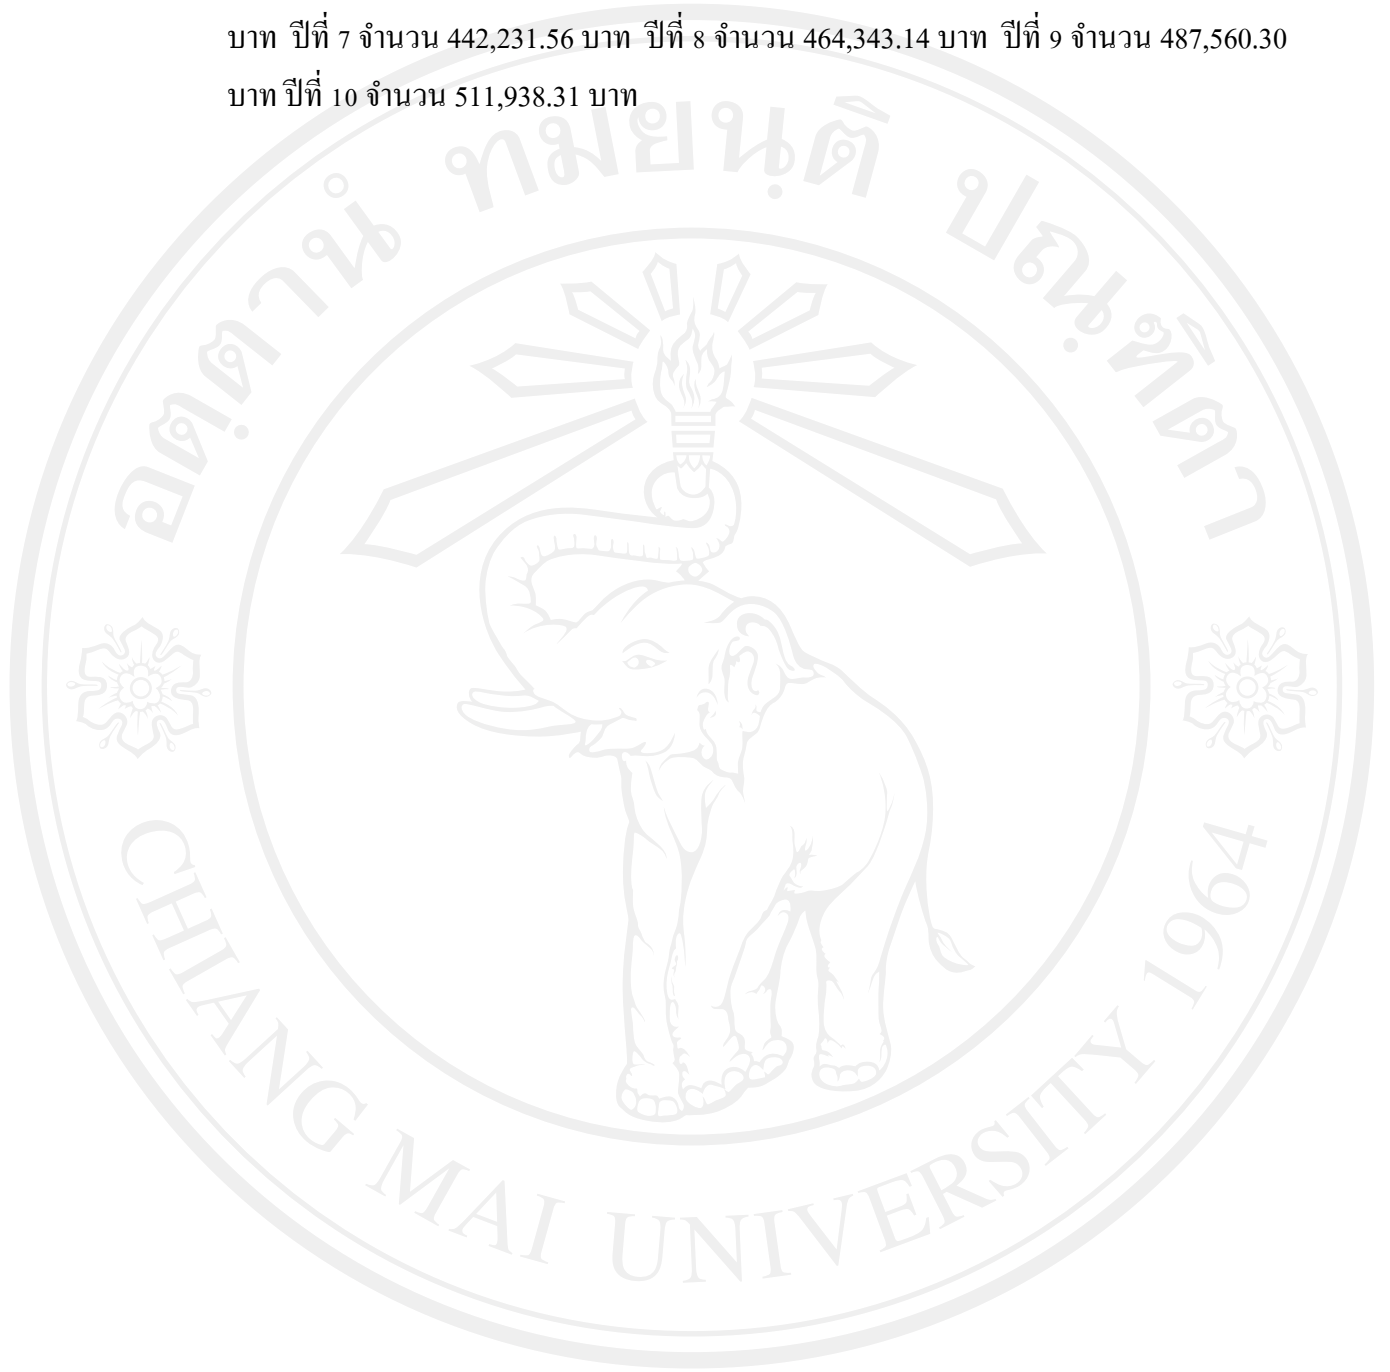 บาท ปีที่ 7 จำนวน 442,231.56 บาท ปีที่ 8 จำนวน 464,343.14 บาท ปีที่ 9 จำนวน 487,560.30
บาท ปีที่ 10 จำนวน 511,938.31 บาท
อตฺตานํ ทมยนฺติ ปณฺฑิตา
CHIANG MAI UNIVERSITY 1964